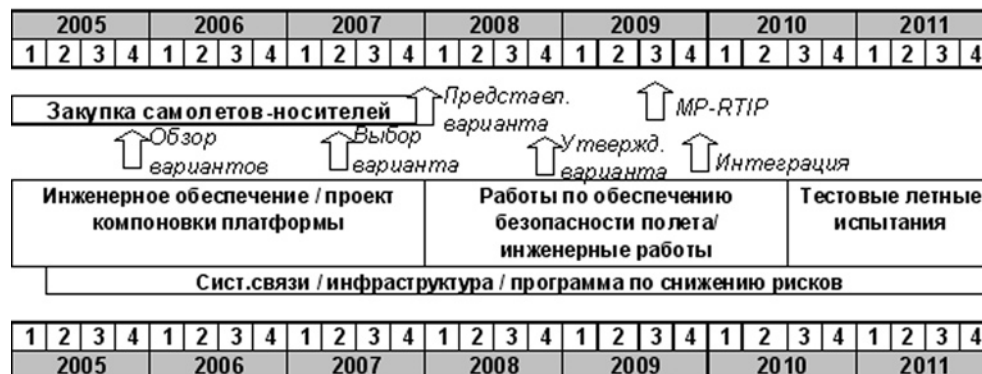 2005 2006 2007 2008 2009 2010 2011
1 2 3 4 1 2 3 4 1 2 3 4 1 2 3 4 1 2 3 4 1 2 3 4 1 2 3 4
Закупка самолетов-носителей
Представл.
варианта
MP-RTIP
Обзор
вариантов
Выбор
варианта
Утвержд.
варианта
Интеграция
Инженерное обеспечение / проект
компоновки платформы
Работы по обеспечению
безопасности полета/
инженерные работы
Тестовые летные
испытания
Сист.связи / инфраструктура / программа по снижению рисков
1 2 3 4 1 2 3 4 1 2 3 4 1 2 3 4 1 2 3 4 1 2 3 4 1 2 3 4
2005 2006 2007 2008 2009 2010 2011